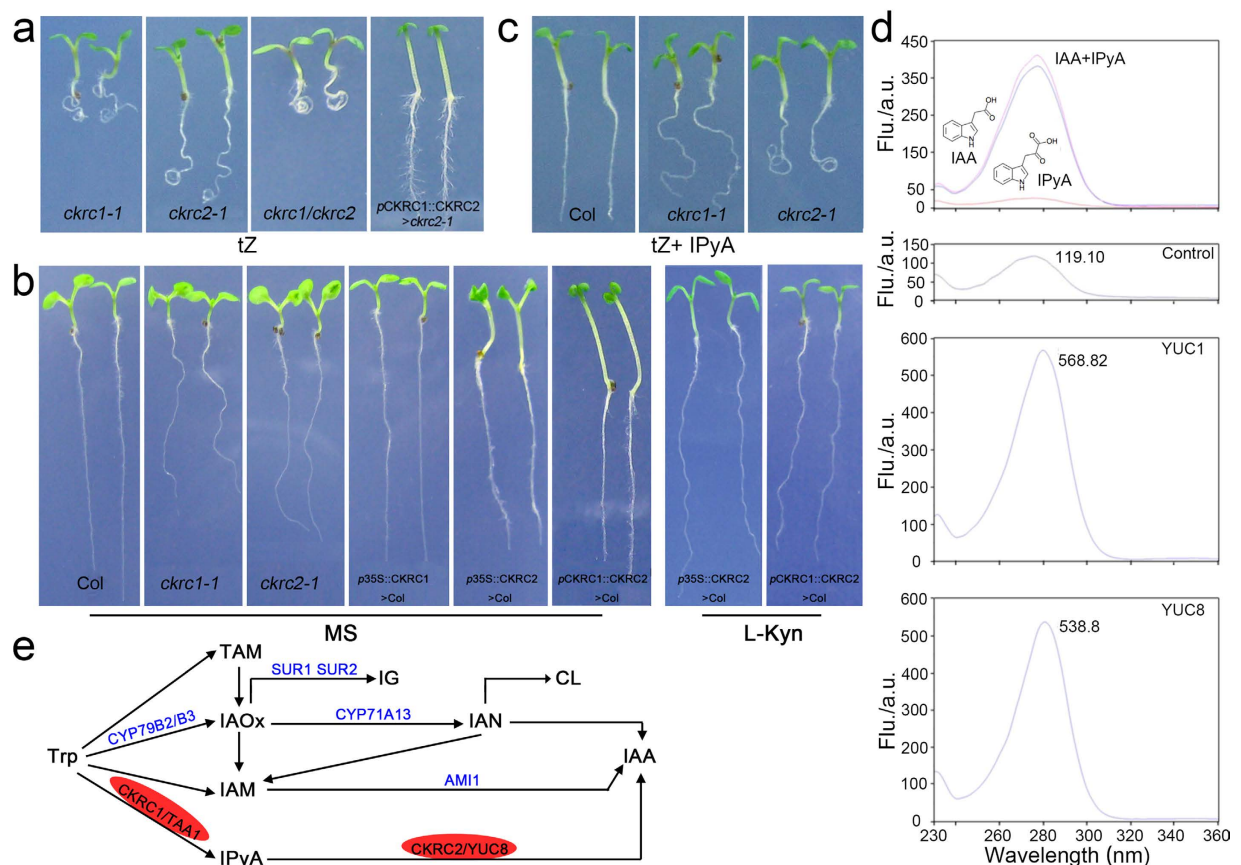 a
ckrc1-1
ckrc2-1
ckrc1/ckrc2
pCKRC1::CKRC2
>ckrc2-1
tZ
c
Col
ckrc1-1
ckrc2-1
tZ+ IPyA
b
Col
ckrc1-1
ckrc2-1
p35S::CKRC1
>Col
p35S::CKRC2
>Col
pCKRC1::CKRC2
>Col
MS
p35S::CKRC2
>Col
pCKRC1::CKRC2
>Col
L-Kyn
d
450
350
250
150
50
0
Flu./a.u.
IAA+IPyA
OH
O
N
H
IAA
OH
O
O
N
H
IPyA
150
100
50
0
Flu./a.u.
Control
119.10
600
500
400
300
200
100
0
Flu./a.u.
YUC1
568.82
600
500
400
300
200
100
0
Flu./a.u.
YUC8
538.8
230 260 280 300 320 340 360
Wavelength (nm)
e
TAM
SUR1 SUR2
IG
CL
CYP79B2/B3
IAOx
CYP71A13
IAN
Trp
IAA
CKRC1/TAA1
IAM
AMI1
CKRC2/YUC8
IPyA